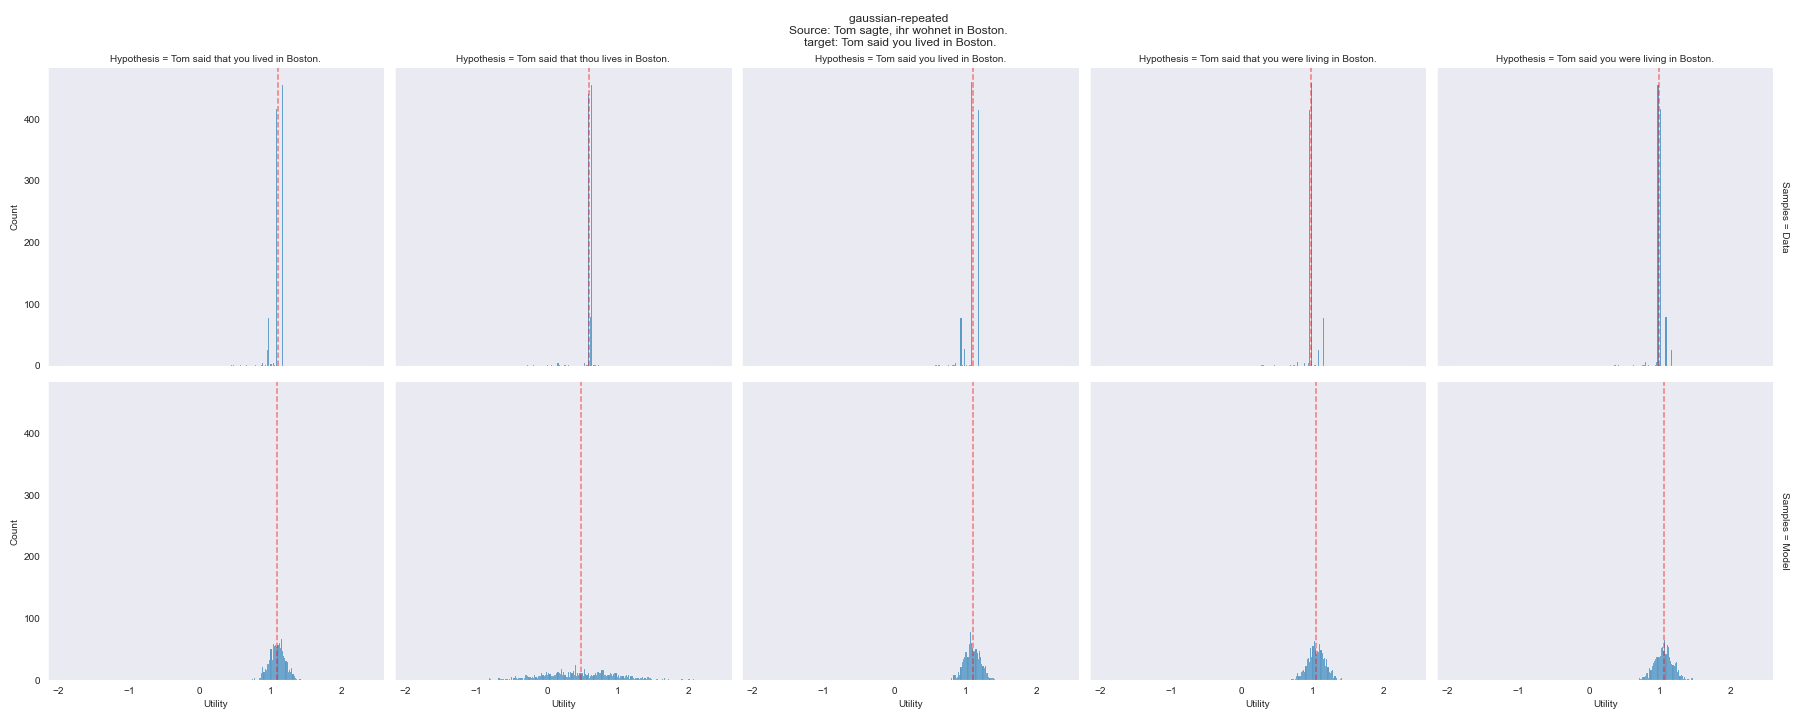 gaussian-repeated
Source: Tom sagte, ihr wohnet in Boston.
target: Tom said you lived in Boston.
Hypothesis = Tom said that you lived in Boston.
Hypothesis = Tom said that thou lives in Boston.
Hypothesis = Tom said you lived in Boston.
Hypothesis = Tom said that you were living in Boston.
Hypothesis = Tom said you were living in Boston.
400
300
200
100
0
Count
Samples = Data
400
300
200
100
0
Count
Samples = Model
−2 −1 0 1 2
−2 −1 0 1 2
−2 −1 0 1 2
−2 −1 0 1 2
−2 −1 0 1 2
Utility
Utility
Utility
Utility
Utility